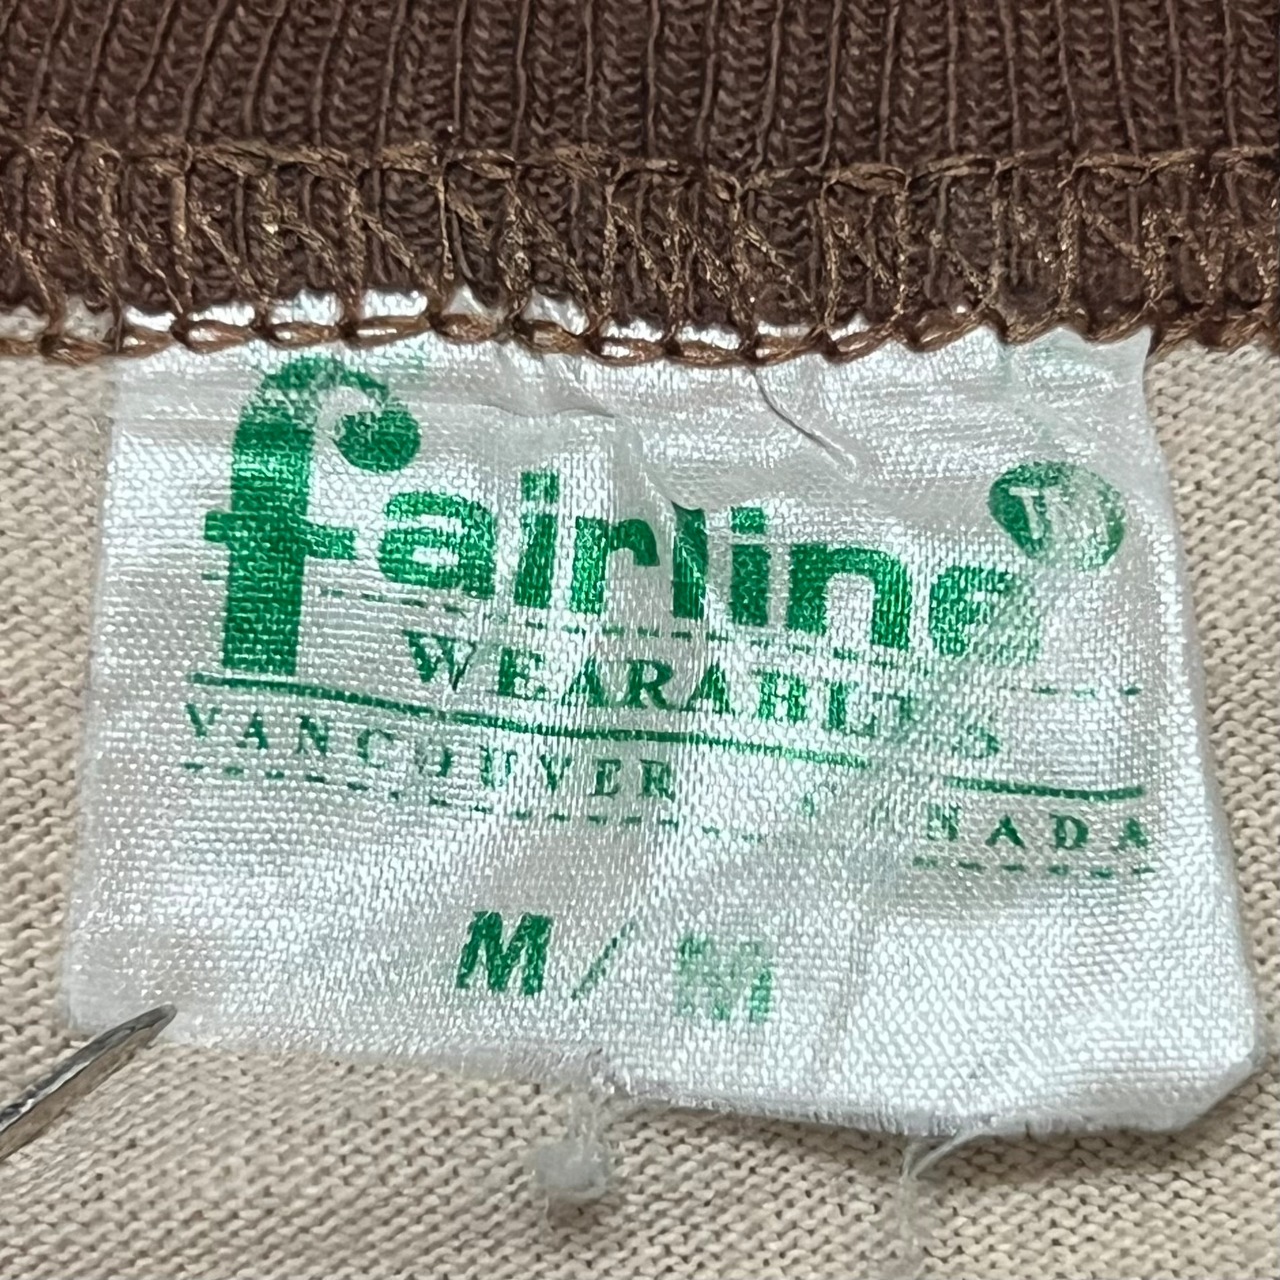 fairline
WEARABLES
VANCOUVER CANADA
M / M